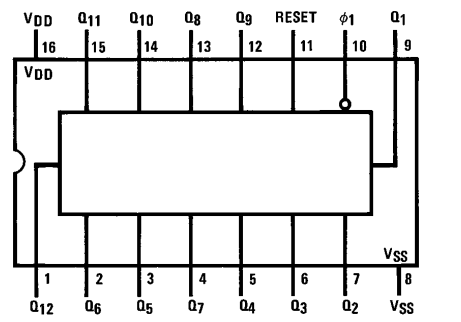 VDD Q11 Q10 Q8 Q9 RESET ϕ1 Q1
16 15 14 13 12 11 10 9
VDD
VSS
1 2 3 4 5 6 7 8
Q12 Q6 Q5 Q7 Q4 Q3 Q2 VSS